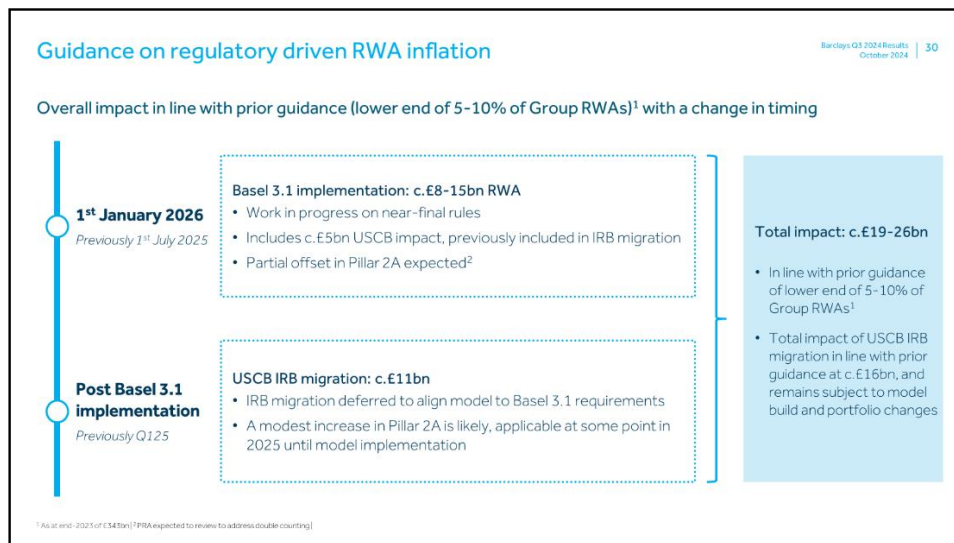 Guidance on regulatory driven RWA inflation
Barclays Q3 2024 Results
October 2024
30
Overall impact in line with prior guidance (lower end of 5-10% of Group RWAs)¹ with a change in timing
1st January 2026
Previously 1st July 2025
Basel 3.1 implementation: c.£8-15bn RWA
• Work in progress on near-final rules
• Includes c.£5bn USCB impact, previously included in IRB migration
• Partial offset in Pillar 2A expected²
Post Basel 3.1
implementation
Previously Q125
USCB IRB migration: c.£11bn
• IRB migration deferred to align model to Basel 3.1 requirements
• A modest increase in Pillar 2A is likely, applicable at some point in
2025 until model implementation
Total impact: c.£19-26bn
• In line with prior guidance
of lower end of 5-10% of
Group RWAs¹
• Total impact of USCB IRB
migration in line with prior
guidance at c.£16bn, and
remains subject to model
build and portfolio changes
¹ As at end-2023 of £343bn | ² PRA expected to review to address double counting |